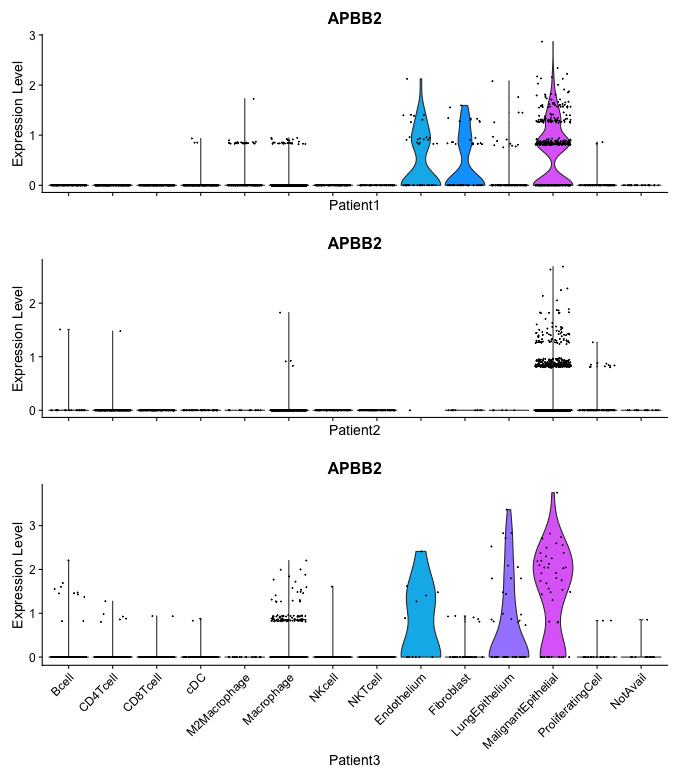 APBB2
Expression Level
3
2
1
0
Patient1
APBB2
Expression Level
2
1
0
Patient2
APBB2
Expression Level
3
2
1
0
Bcell
CD4Tcell
CD8Tcell
cDC
M2Macrophage
Macrophage
NKcell
NKTcell
Endothelium
Fibroblast
LungEpithelium
MalignantEpithelial
ProliferatingCell
NotAvail
Patient3